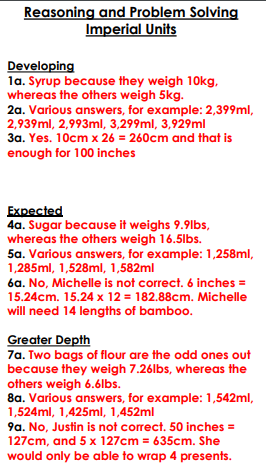 Reasoning and Problem Solving
Imperial Units
Developing
1a. Syrup because they weigh 10kg,
whereas the others weigh 5kg.
2a. Various answers, for example: 2,399ml,
2,939ml, 2,993ml, 3,299ml, 3,929ml
3a. Yes. 10cm x 26 = 260cm and that is
enough for 100 inches
Expected
4a. Sugar because it weighs 9.9lbs,
whereas the others weigh 16.5lbs.
5a. Various answers, for example: 1,258ml,
1,285ml, 1,528ml, 1,582ml
6a. No, Michelle is not correct. 6 inches =
15.24cm. 15.24 x 12 = 182.88cm. Michelle
will need 14 lengths of bamboo.
Greater Depth
7a. Two bags of flour are the odd ones out
because they weigh 7.26lbs, whereas the
others weigh 6.6lbs.
8a. Various answers, for example: 1,542ml,
1,524ml, 1,425ml, 1,452ml
9a. No, Justin is not correct. 50 inches =
127cm, and 5 x 127cm = 635cm. She
would only be able to wrap 4 presents.